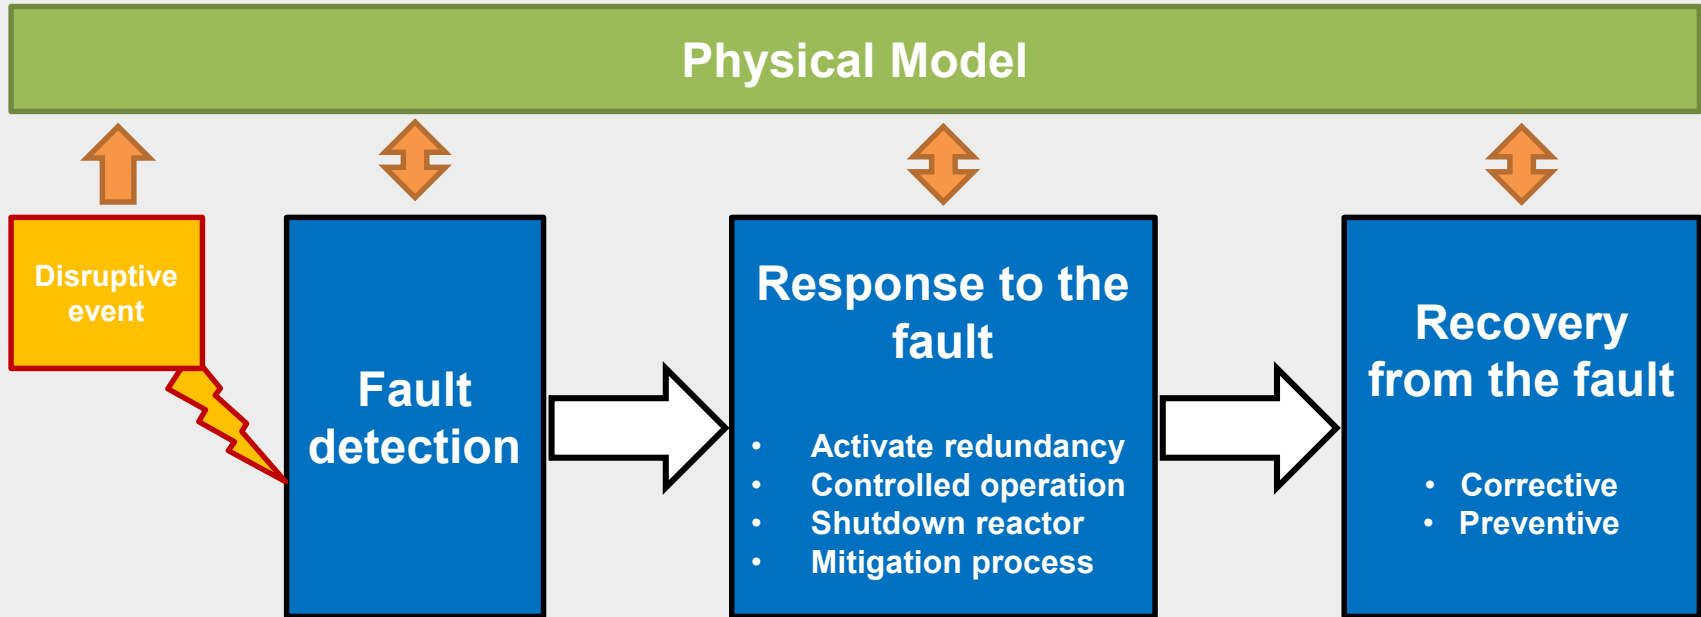 Physical Model
Disruptive
event
Fault
detection
Response to the
fault
• Activate redundancy
• Controlled operation
• Shutdown reactor
• Mitigation process
Recovery
from the fault
• Corrective
• Preventive